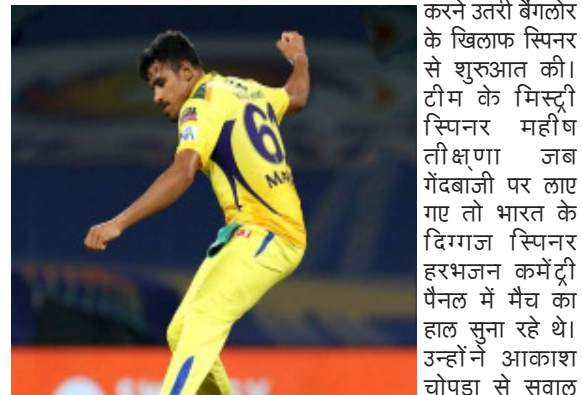 61
करने उतरी बैंगलोर
के खिलाफ स्पिनर
से शुरुआत की।
टीम के मिस्ट्री
स्पिनर महीष
तीक्ष्णा जब
गेंदबाजी पर लाए
गए तो भारत के
दिग्गज स्पिनर
हरभजन कमेंट्री
पैनल में मैच का
हाल सुना रहे थे।
उन्होंने आकाश
चोपड़ा से सवाल